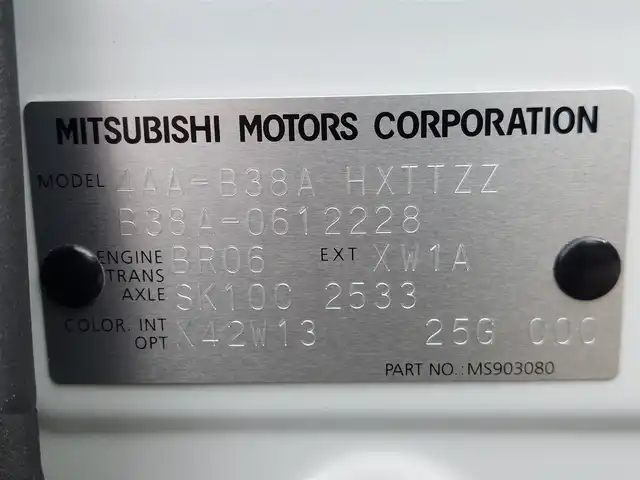 MITSUBISHI MOTORS CORPORATION
MODEL 4AA-B38A HXTTZZ
B38A-0612228
ENGINE BR06 EXT XW1A
TRANS
AXLE SK10C 2533
COLOR. INT X42W13 25G 000
OPT
PART NO.:MS903080